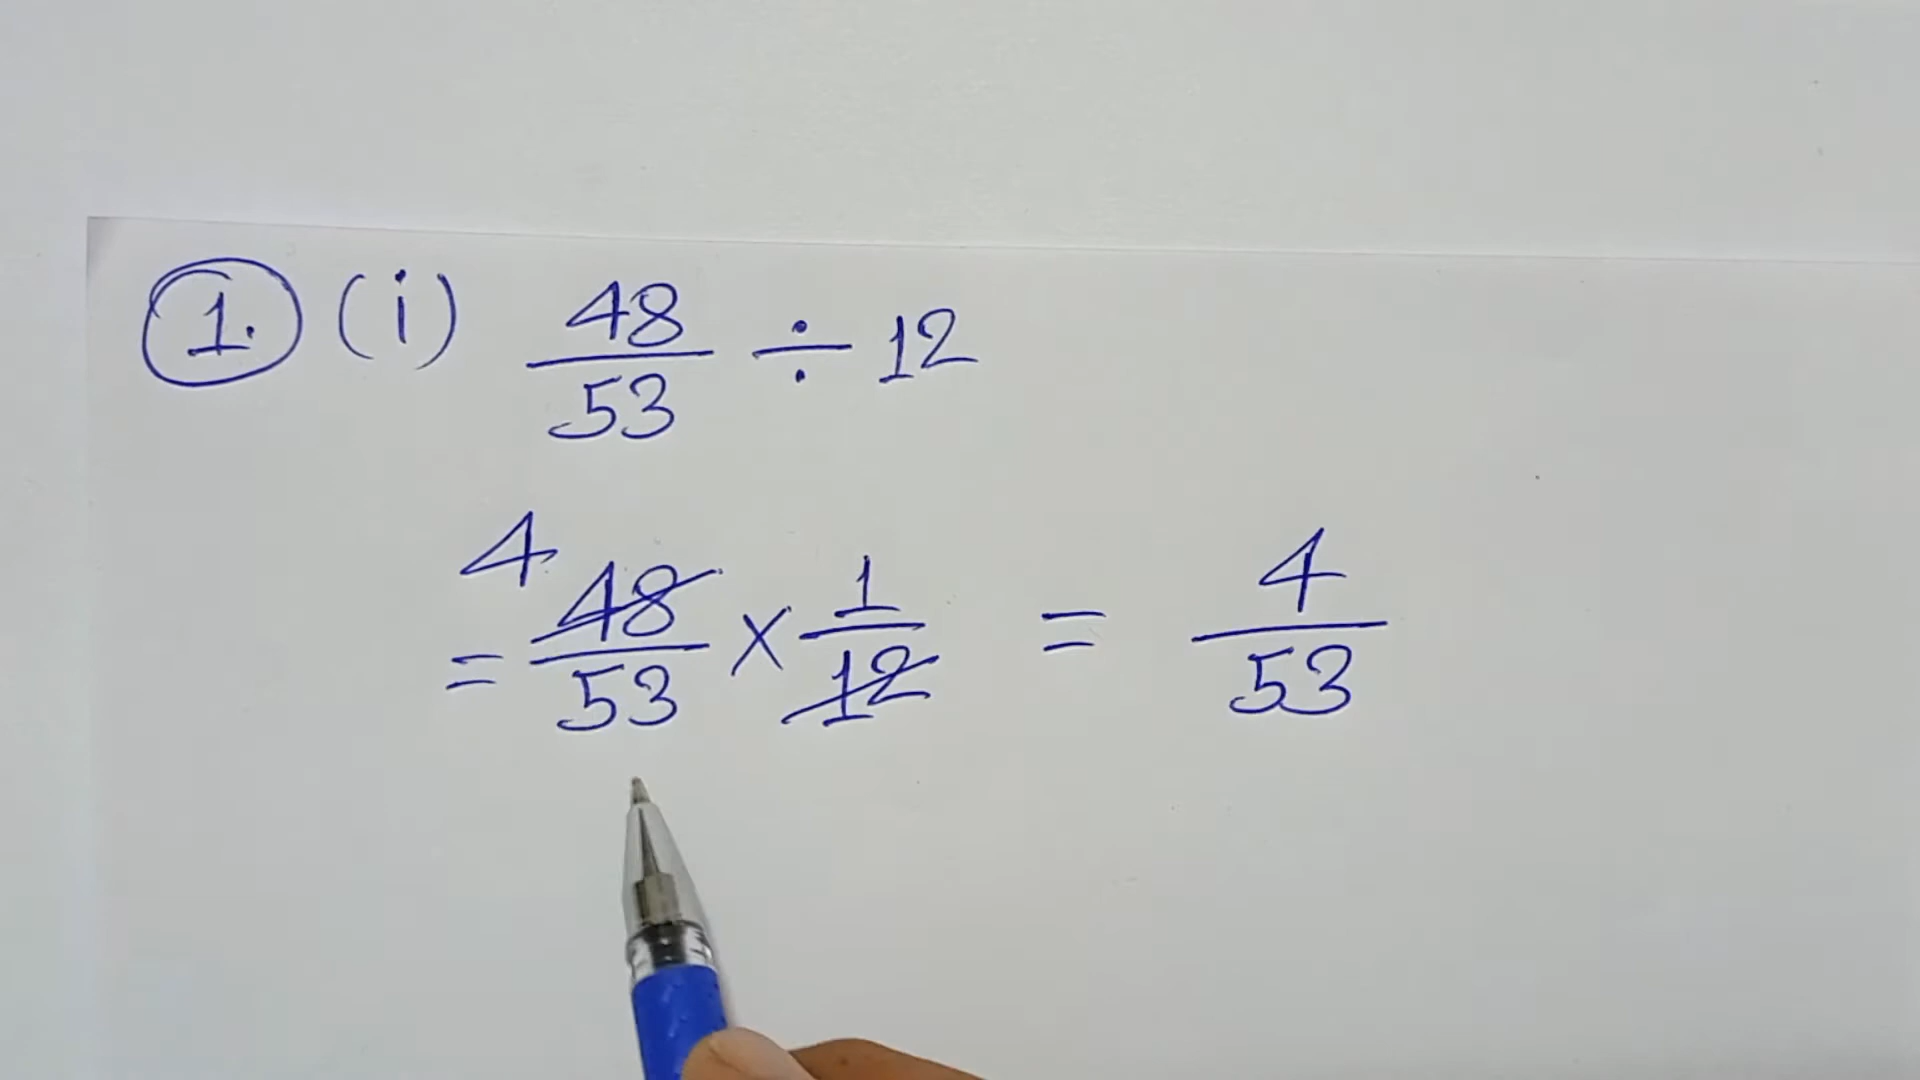 1. (i) 48/53 ÷ 12
4
= 48/53 × 1/12 = 4/53